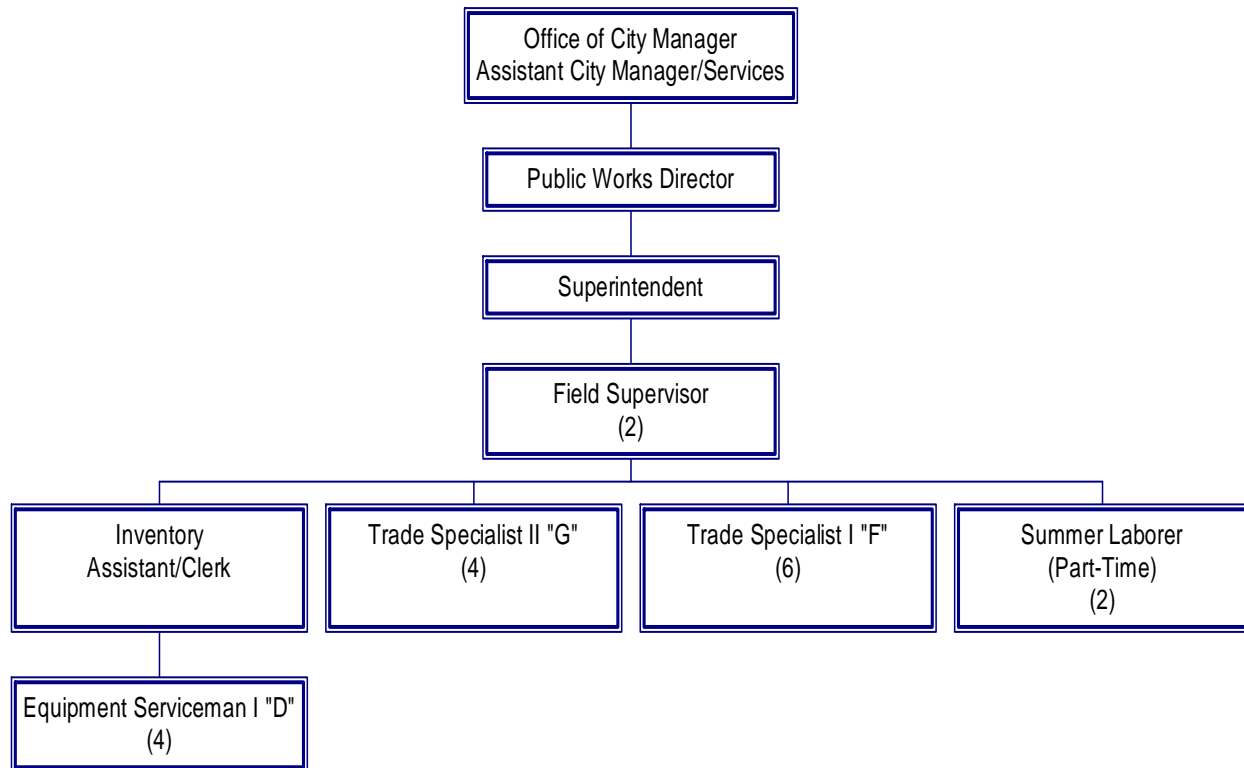 Office of City Manager
Assistant City Manager/Services
Public Works Director
Superintendent
Field Supervisor
(2)
Inventory
Assistant/Clerk
Trade Specialist II "G"
(4)
Trade Specialist I "F"
(6)
Summer Laborer
(Part-Time)
(2)
Equipment Serviceman I "D"
(4)